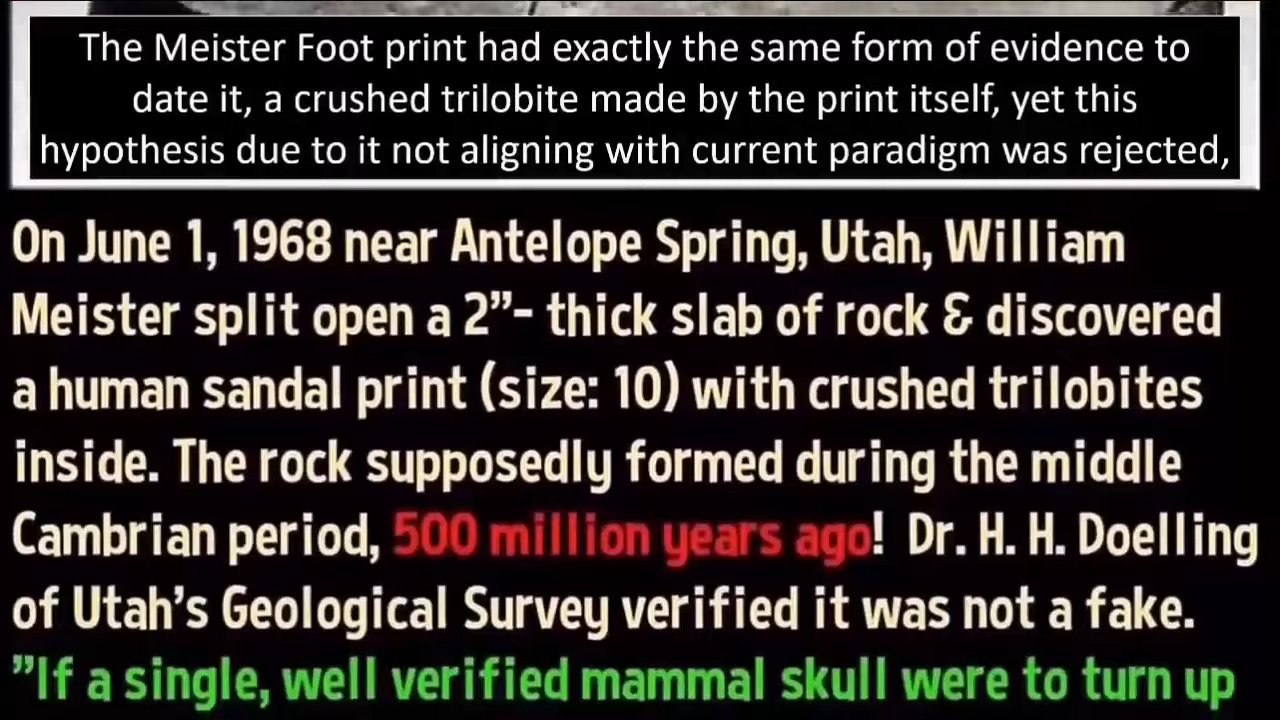 The Meister Foot print had exactly the same form of evidence to
date it, a crushed trilobite made by the print itself, yet this
hypothesis due to it not aligning with current paradigm was rejected,
On June 1, 1968 near Antelope Spring, Utah, William
Meister split open a 2”- thick slab of rock & discovered
a human sandal print (size: 10) with crushed trilobites
inside. The rock supposedly formed during the middle
Cambrian period, 500 million years ago! Dr. H. H. Doelling
of Utah’s Geological Survey verified it was not a fake.
”If a single, well verified mammal skull were to turn up